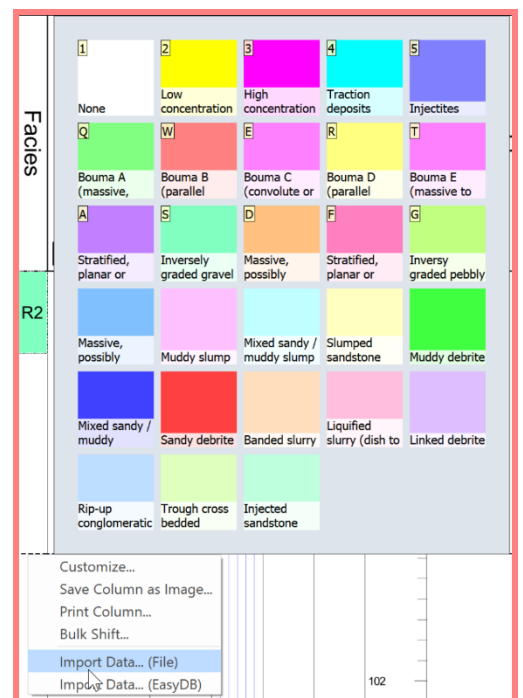 Facies
R2
1
None
2
Low
concentration
3
High
concentration
4
Traction
deposits
5
Injectites
Q
Bouma A
(massive,
W
Bouma B
(parallel
E
Bouma C
(convolute or
R
Bouma D
(parallel
T
Bouma E
(massive to
A
Stratified,
planar or
S
Inversely
graded gravel
D
Massive,
possibly
F
Stratified,
planar or
G
Inversy
graded pebbly
Massive,
possibly
Muddy slump
Mixed sandy /
muddy slump
Slumped
sandstone
Muddy debrite
Mixed sandy /
muddy
Sandy debrite
Banded slurry
Liquified
slurry (dish to
Linked debrite
Rip-up
conglomeratic
Trough cross
bedded
Injected
sandstone
Customize...
Save Column as Image...
Print Column...
Bulk Shift...
Import Data... (File)
Import Data... (EasyDB)
102